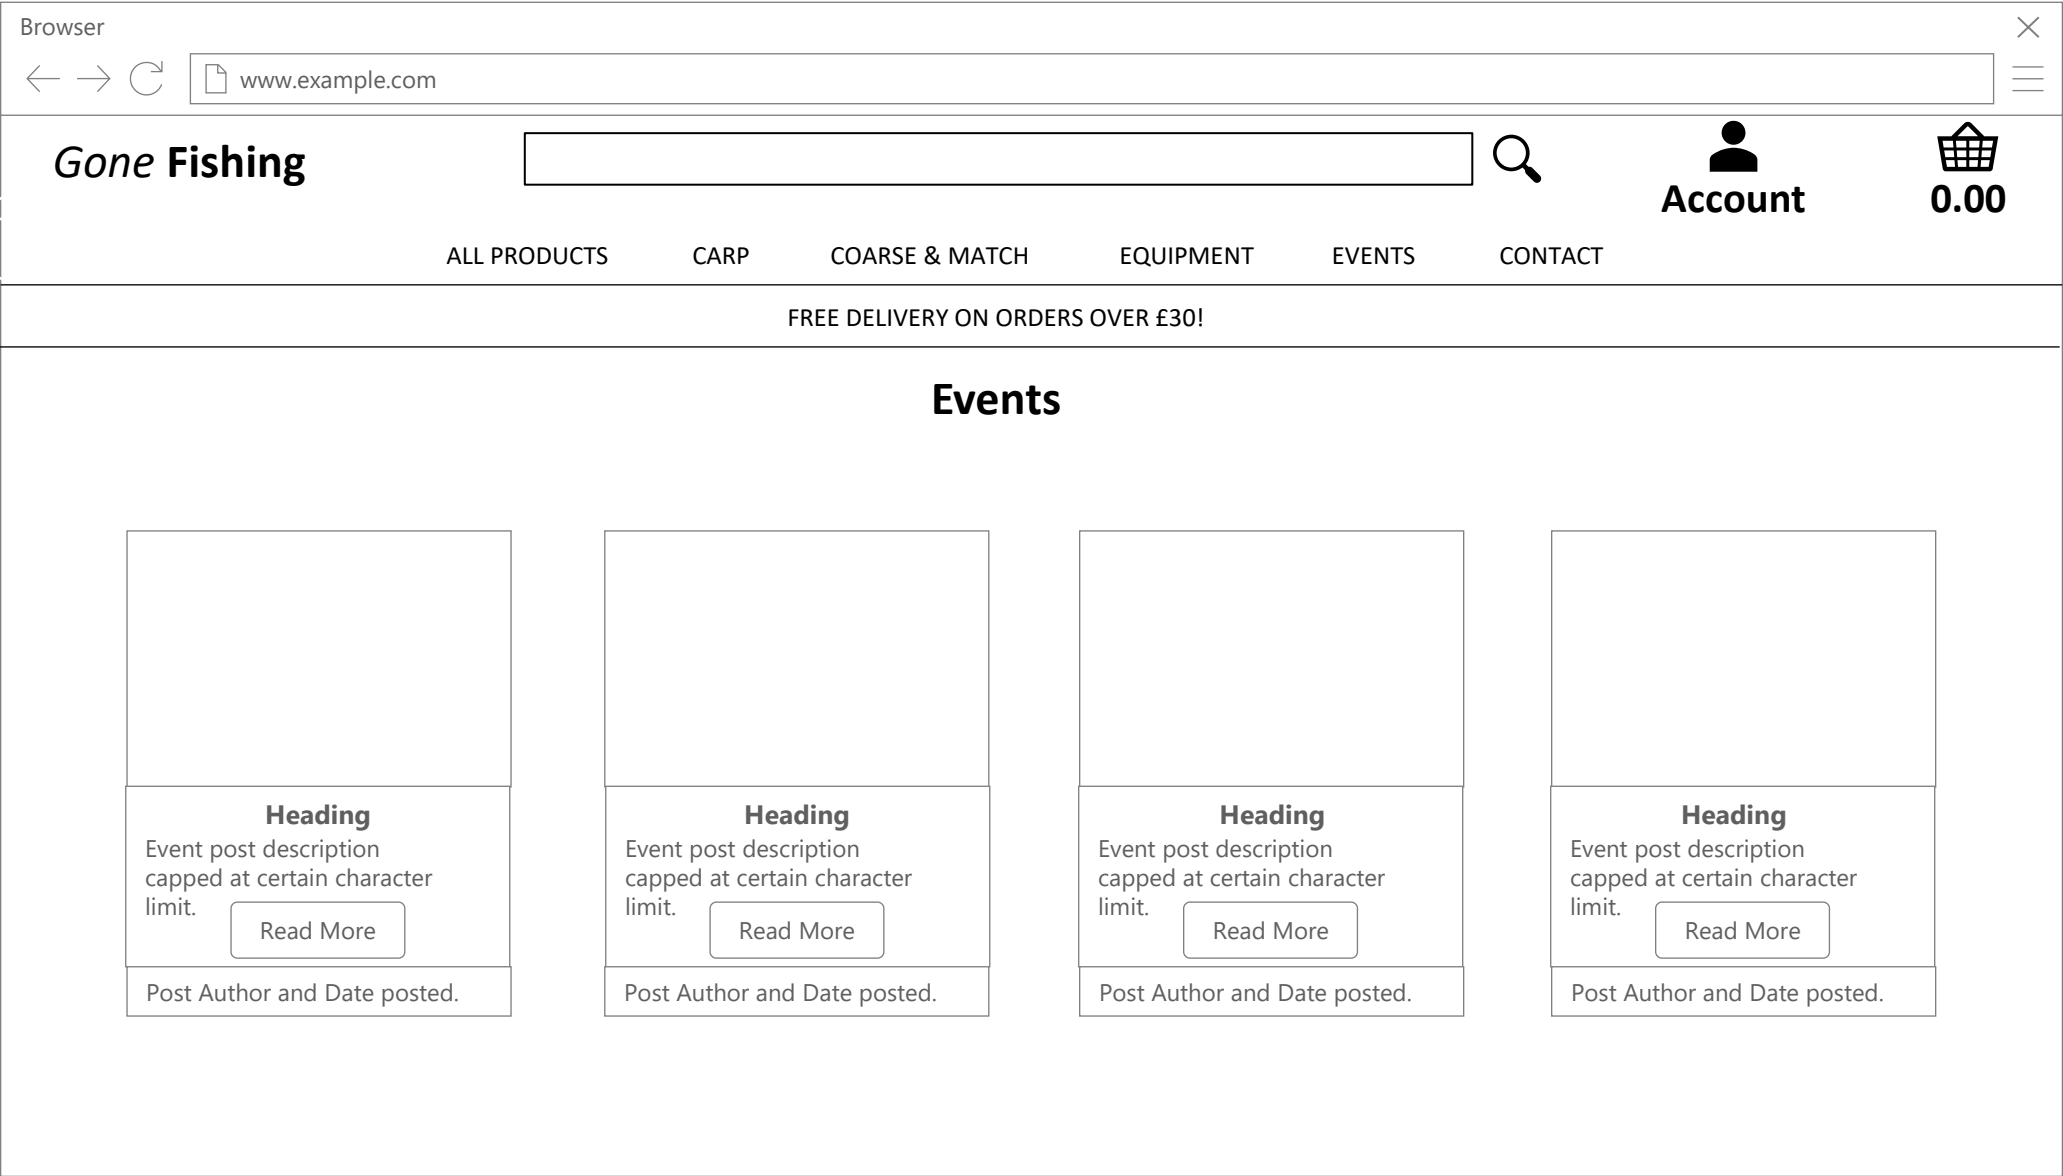 Browser
www.example.com
Gone Fishing
Account
0.00
ALL PRODUCTS CARP COARSE & MATCH EQUIPMENT EVENTS CONTACT
FREE DELIVERY ON ORDERS OVER £30!
Events
Heading
Event post description
capped at certain character
limit.
Read More
Post Author and Date posted.
Heading
Event post description
capped at certain character
limit.
Read More
Post Author and Date posted.
Heading
Event post description
capped at certain character
limit.
Read More
Post Author and Date posted.
Heading
Event post description
capped at certain character
limit.
Read More
Post Author and Date posted.